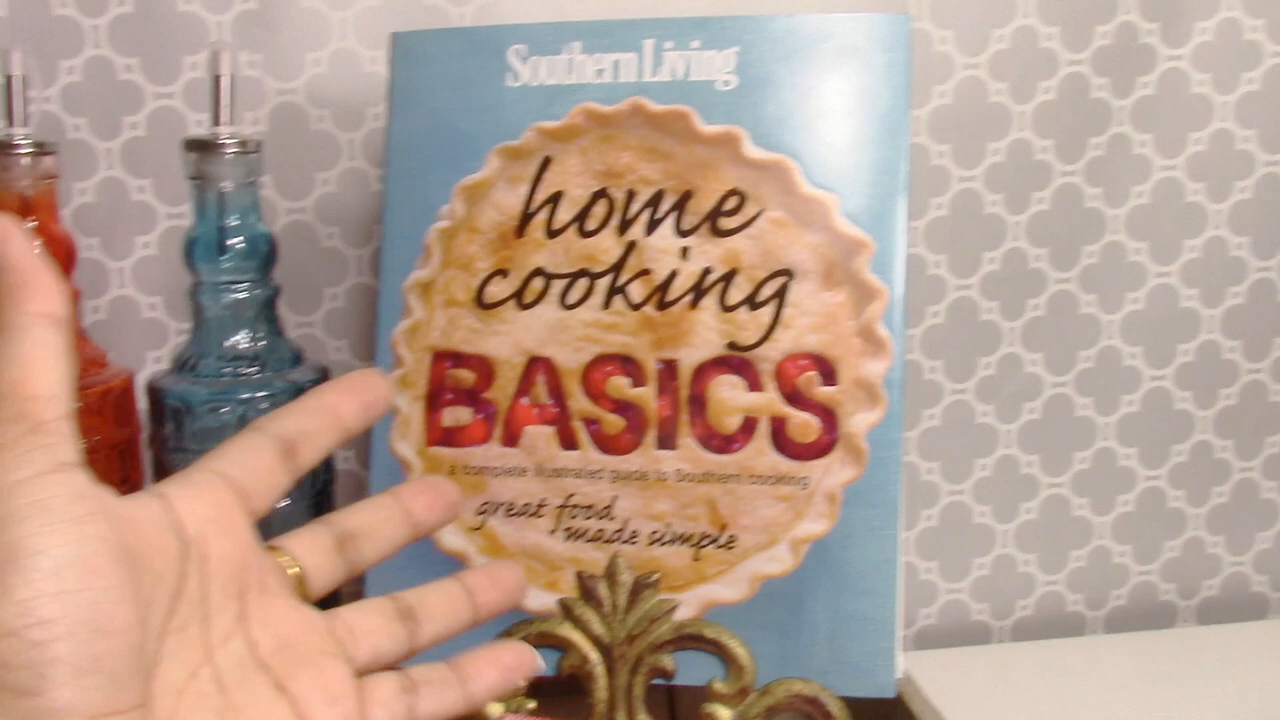 Southern Living
home
cooking
BASICS
a complete illustrated guide to Southern cooking
great food
made simple